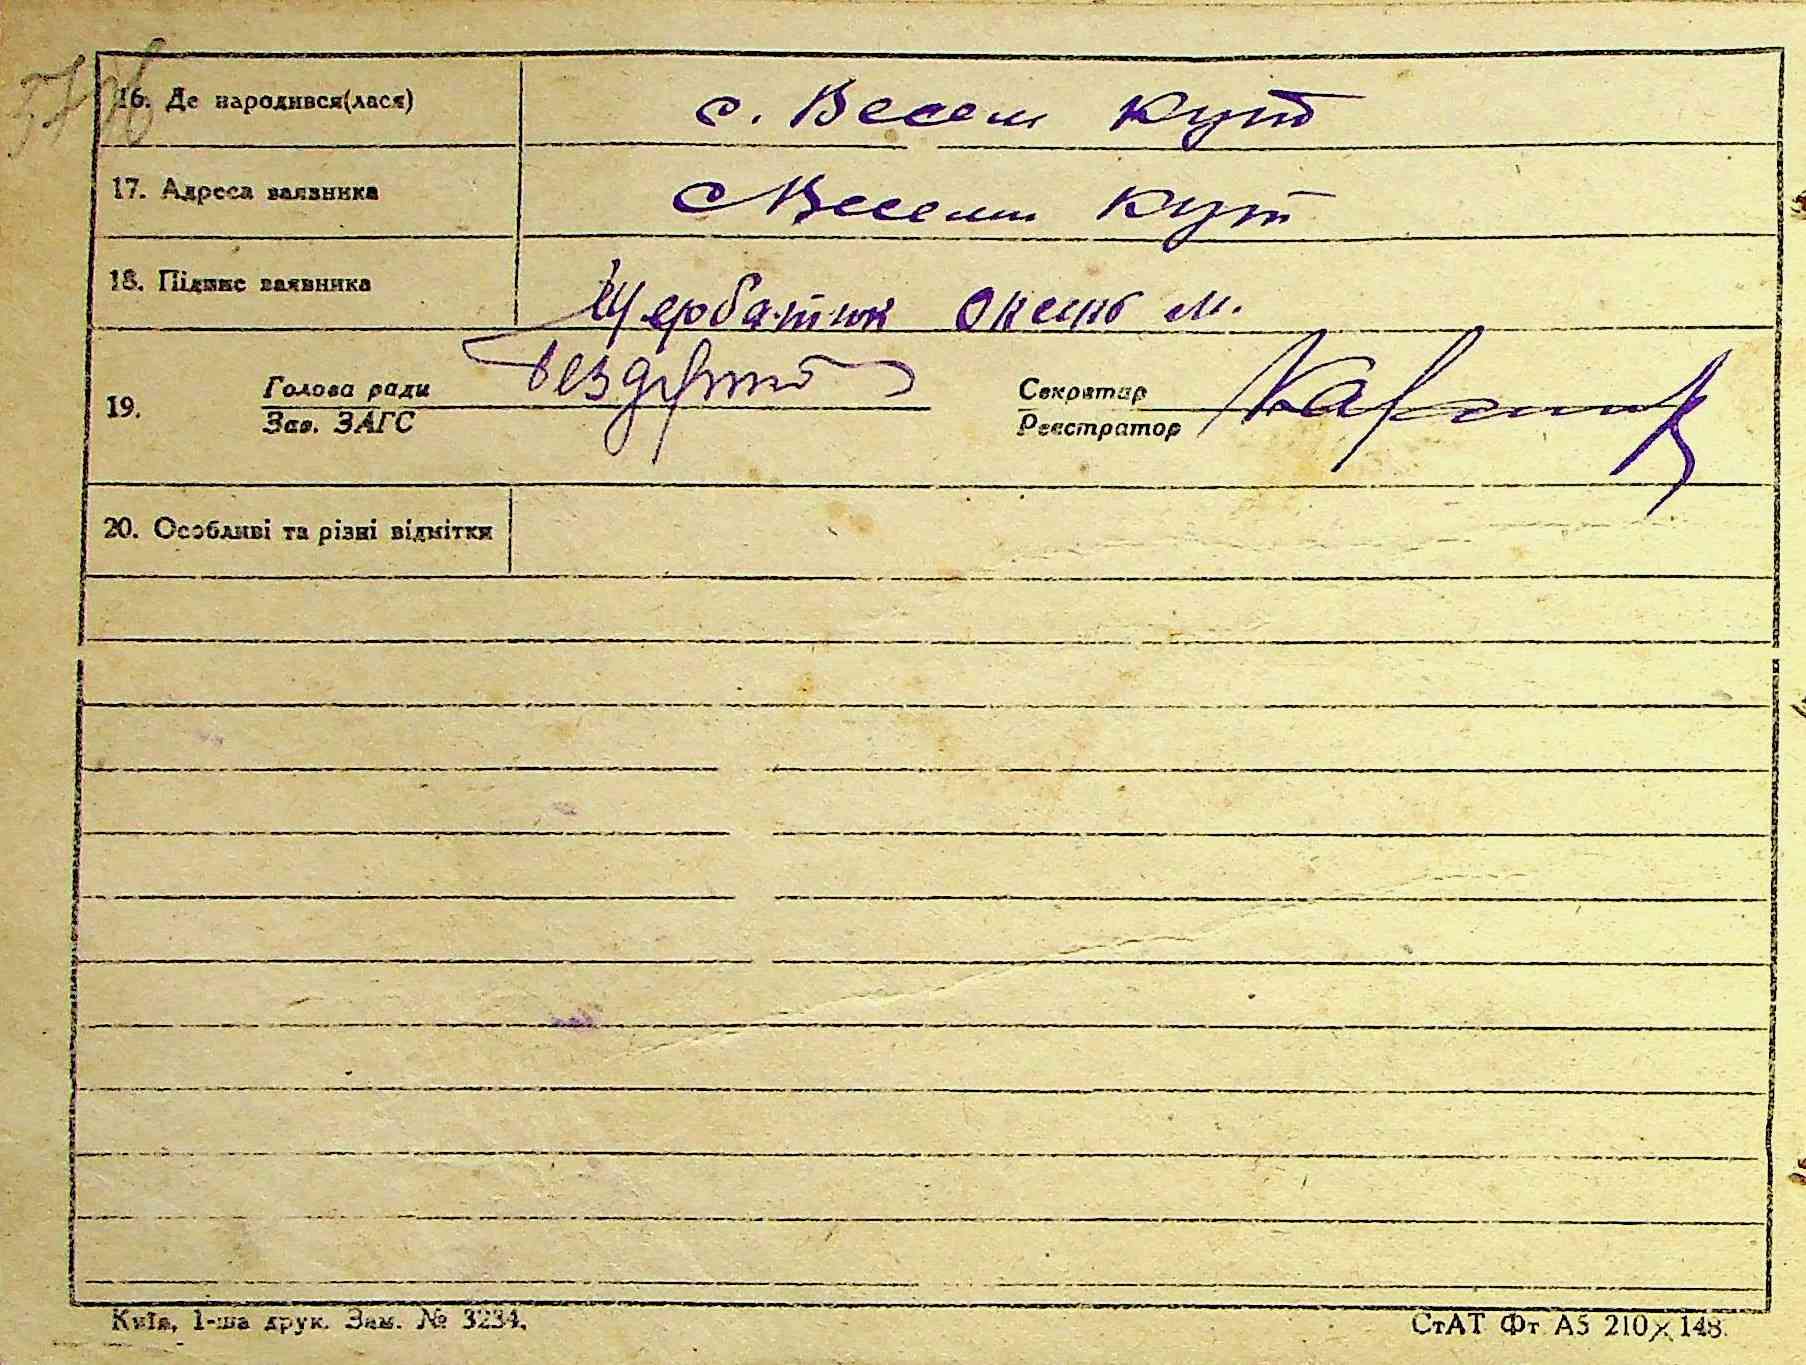 16. Де народився(лася) с. Весели Кут
17. Адреса заявника с Весели Кут
18. Підпис заявника Щербатюк м.
19. Голова ради Секретар
Зав. ЗАГС Реєстратор
20. Особливі та різні відмітки
Київ, 1-ша друк. Зам. № 3234.
СтАТ Фт А5 210×148.